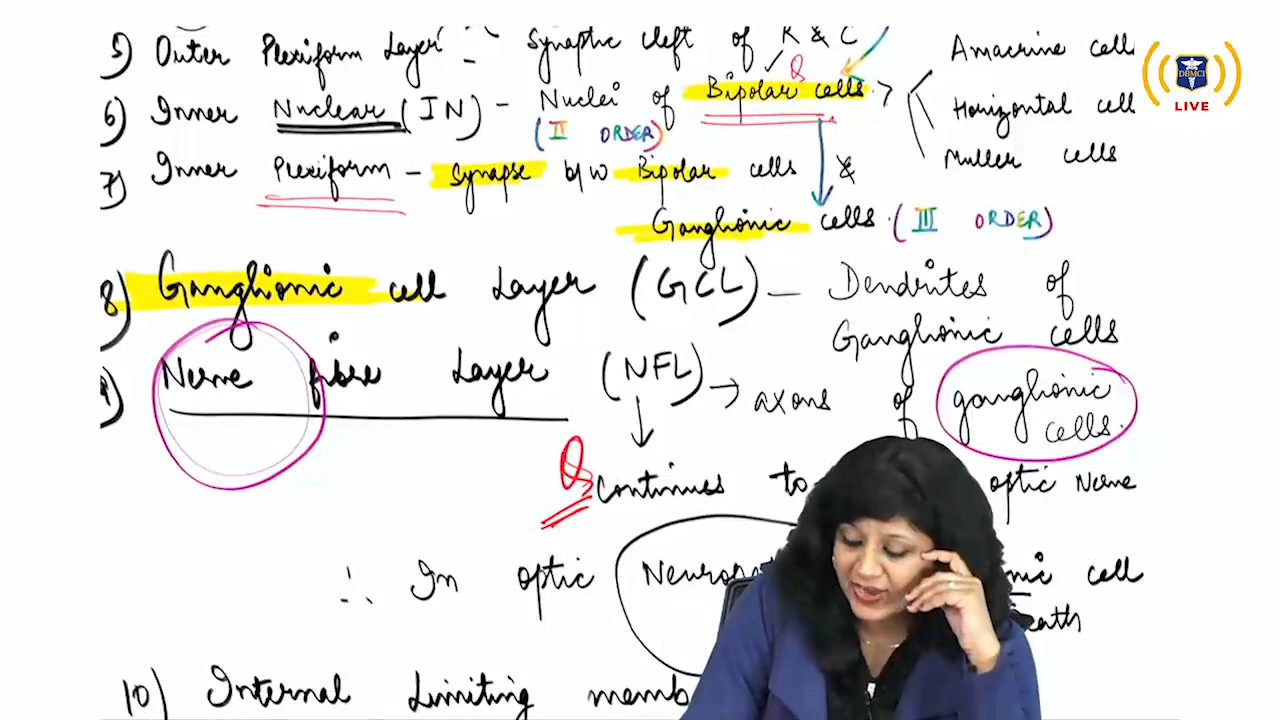 5) Outer Plexiform Layer - Synaptic cleft of R & C
Amacrine cell
DBMCI
LIVE
6) Inner Nuclear (IN) - Nuclei of Bipolar cells
Q
Horizontal cell
(II ORDER)
Muller cells
7) Inner Plexiform - Synapse b/w Bipolar cells &
Ganglionic cells. (III ORDER)
8) Ganglionic cell Layer (GCL) - Dendrites of
Ganglionic cells
9) Nerve fibre Layer (NFL) → axons of ganglionic
cells.
Q
continues to optic Nerve
∴ In optic cell
10) Internal Limiting